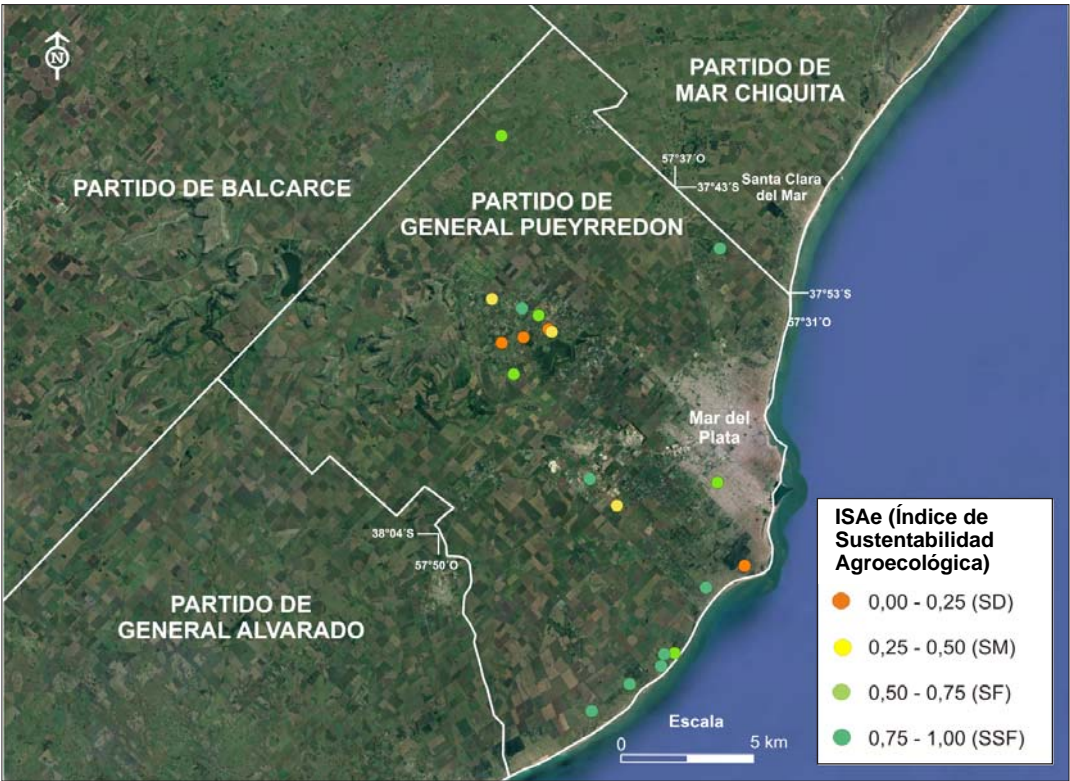 N
PARTIDO DE
MAR CHIQUITA
57°37´O
37°43´S
Santa Clara
del Mar
PARTIDO DE BALCARCE
PARTIDO DE
GENERAL PUEYRREDON
37°53´S
57°31´O
Mar del
Plata
38°04´S
57°50´O
PARTIDO DE
GENERAL ALVARADO
Escala
0 5 km
ISAe (Índice de
Sustentabilidad
Agroecológica)
0,00 - 0,25 (SD)
0,25 - 0,50 (SM)
0,50 - 0,75 (SF)
0,75 - 1,00 (SSF)